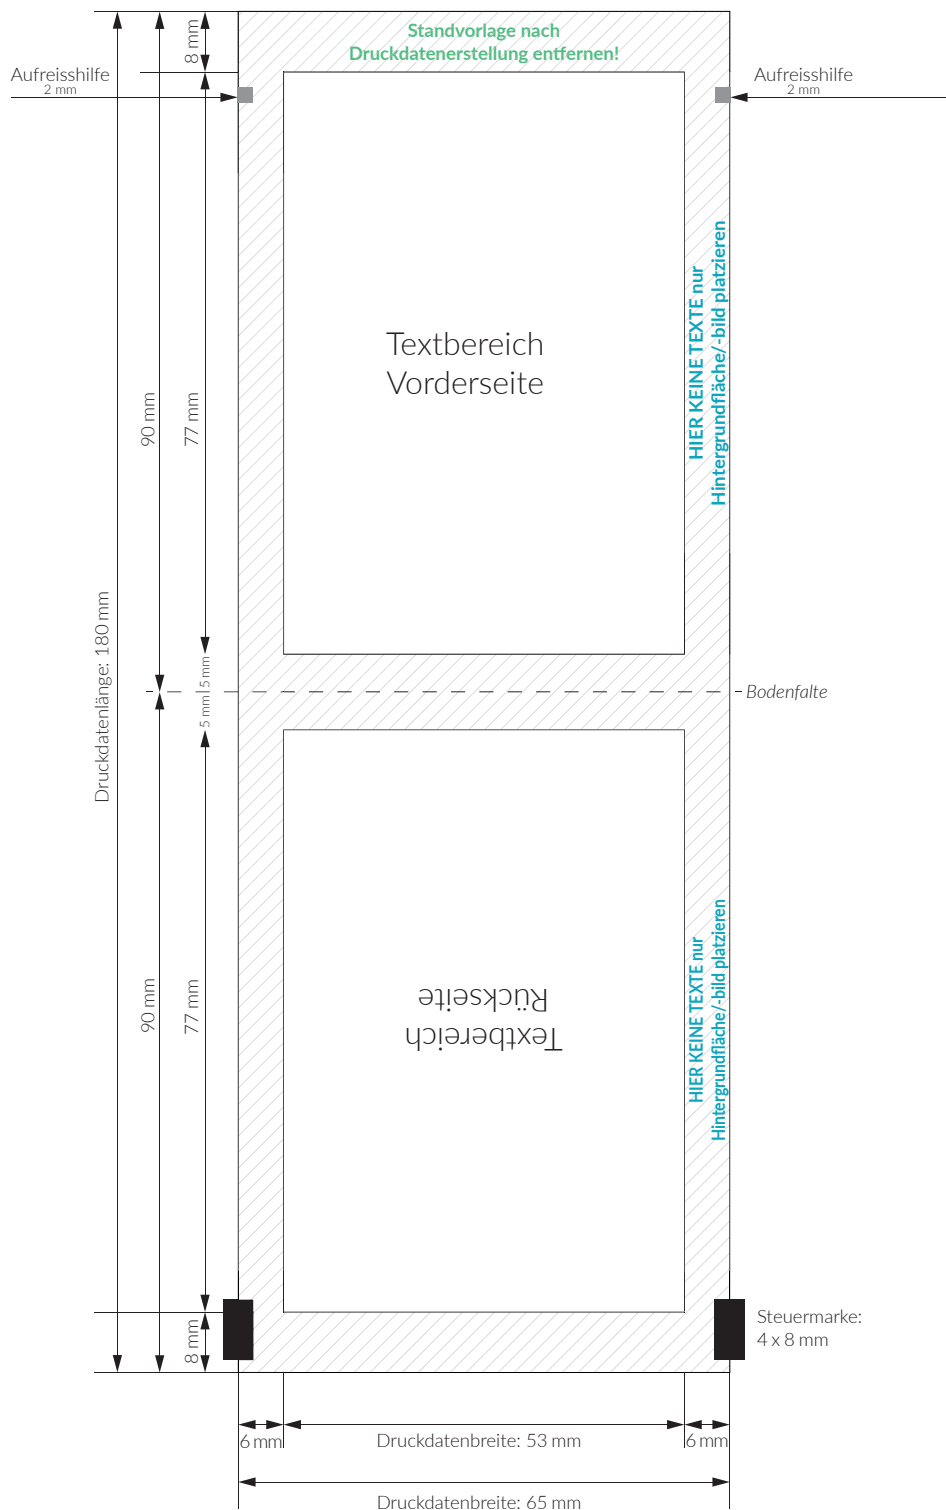 Standvorlage nach
Druckdatenerstellung entfernen!
8 mm
Aufreisshilfe
2 mm
Aufreisshilfe
2 mm
HIER KEINE TEXTE nur
Hintergrundfläche/-bild platzieren
Textbereich
Vorderseite
90 mm
77 mm
Druckdatenlänge: 180 mm
5 mm
5 mm
Bodenfalte
HIER KEINE TEXTE nur
Hintergrundfläche/-bild platzieren
Textbereich
Rückseite
90 mm
77 mm
8 mm
Steuermarke:
4 x 8 mm
6 mm
Druckdatenbreite: 53 mm
6 mm
Druckdatenbreite: 65 mm